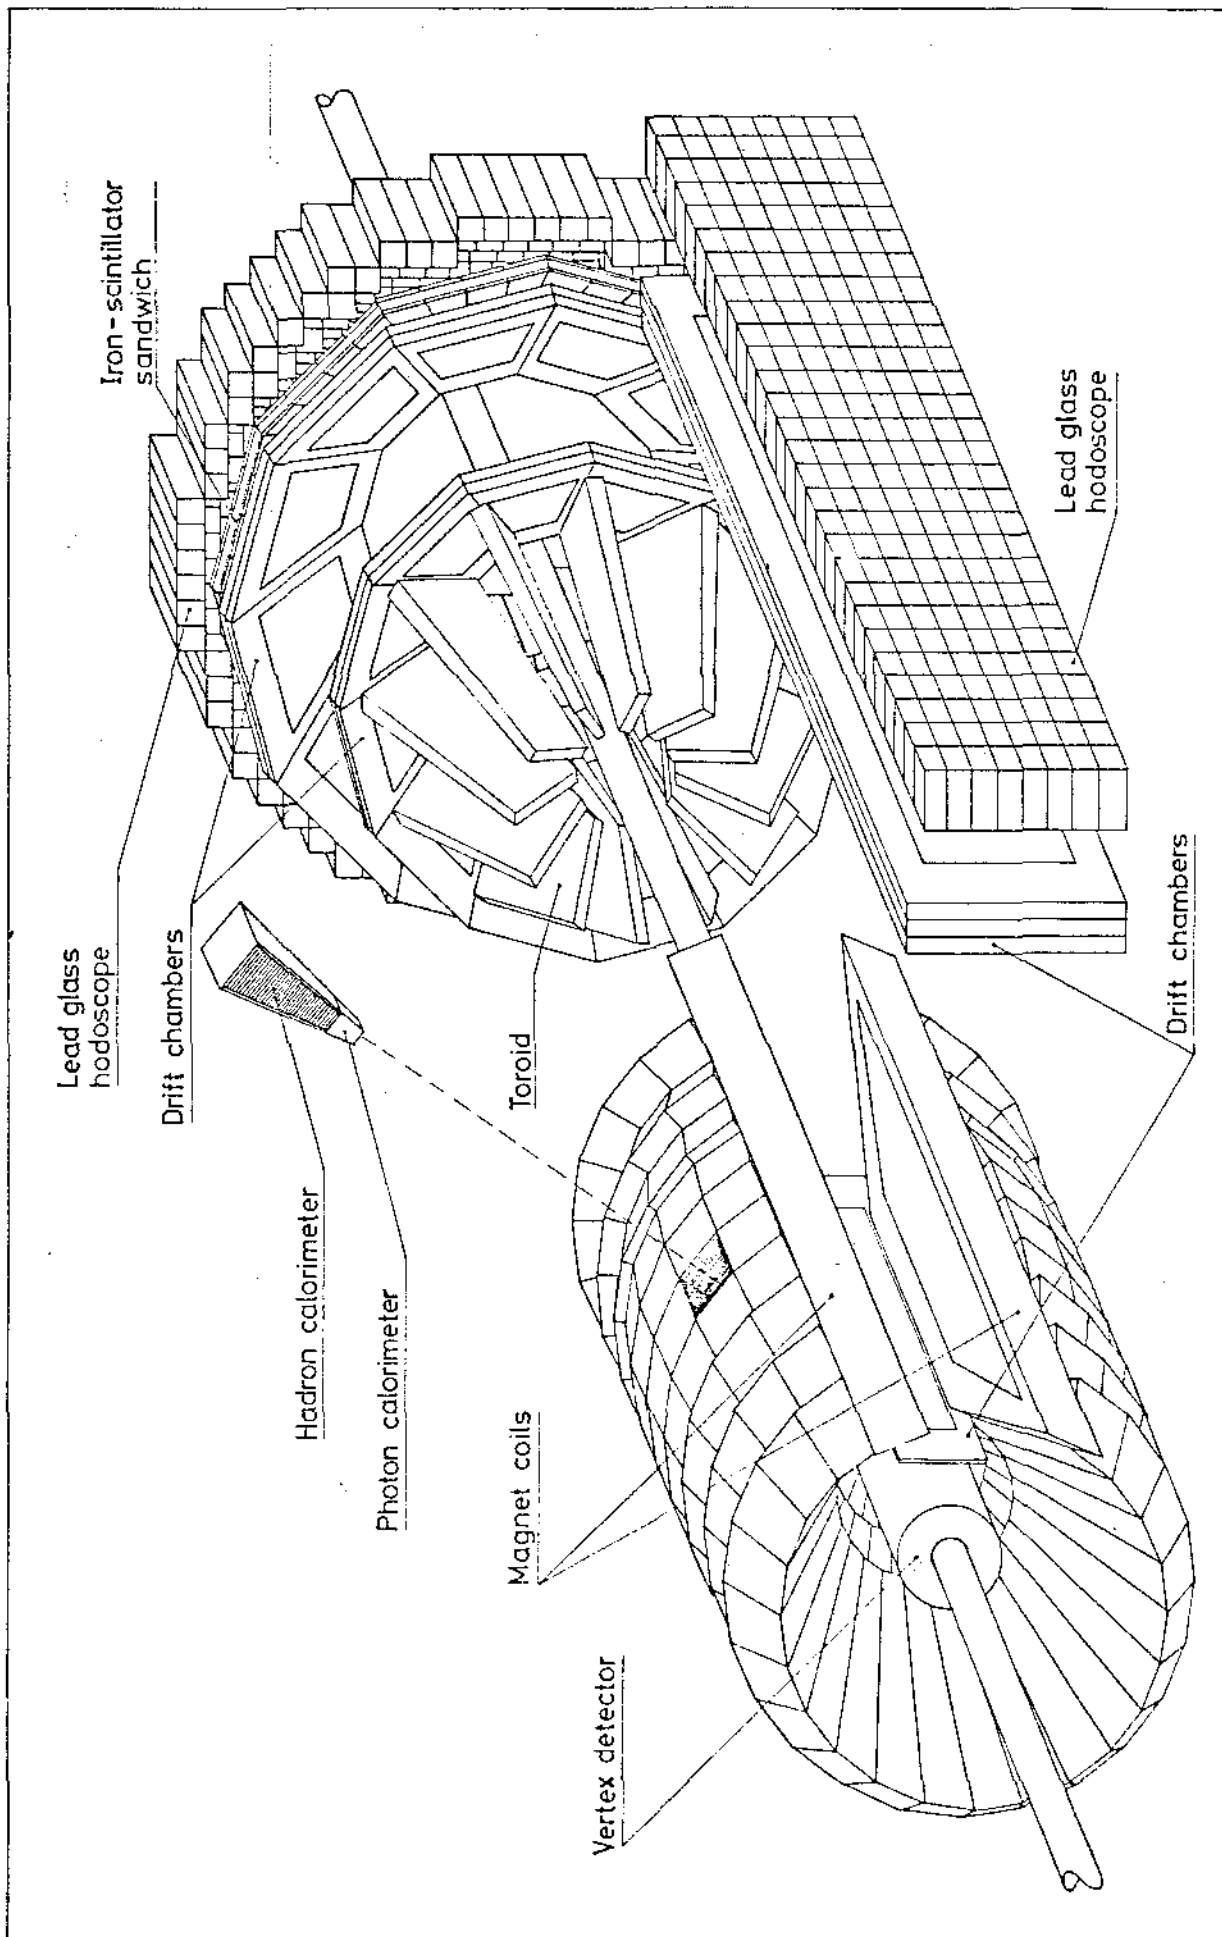 Lead glass
hodoscope
Drift chambers
Iron-scintillator
sandwich
Hadron calorimeter
Photon calorimeter
Toroid
Magnet coils
Vertex detector
Lead glass
hodoscope
Drift chambers